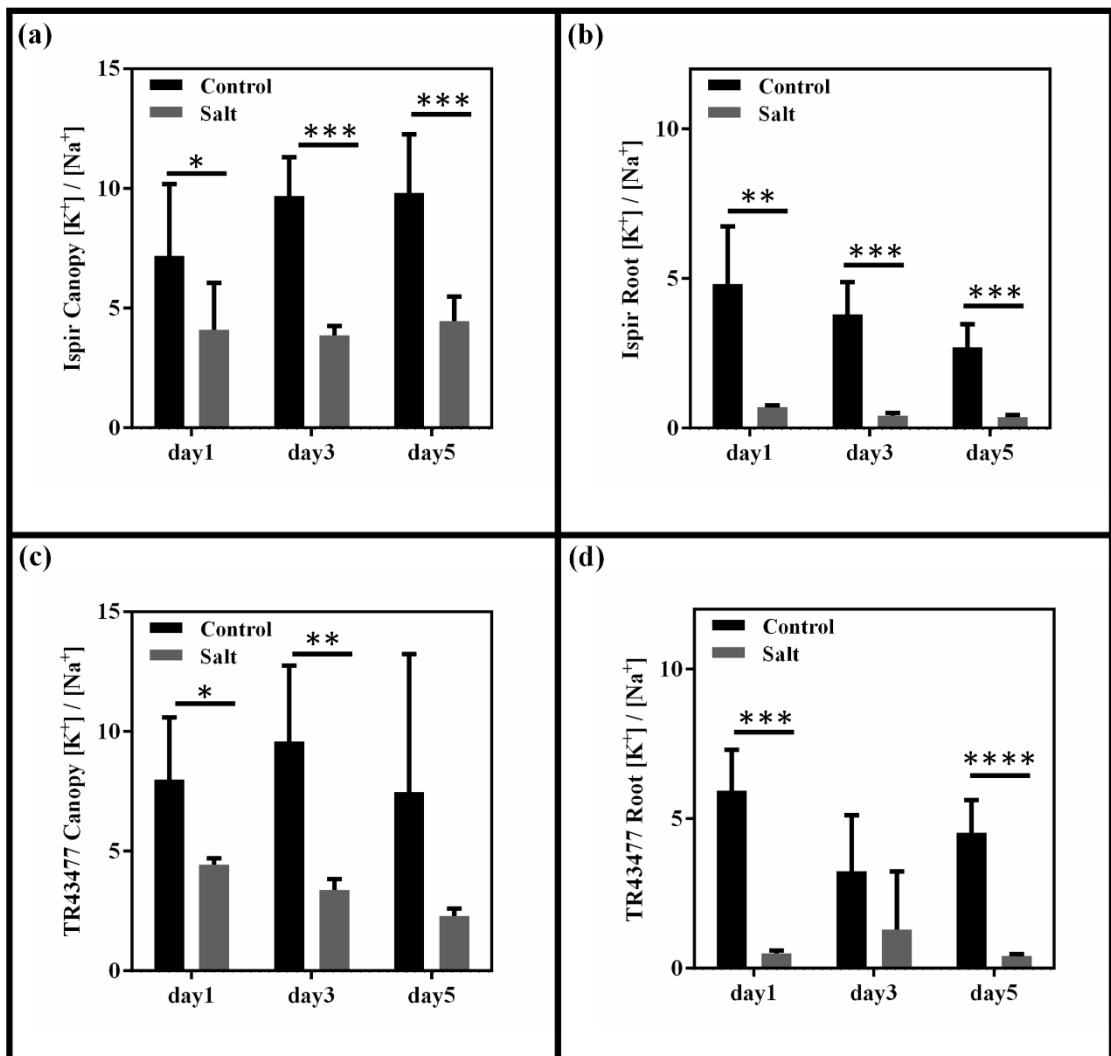 (a)
Ispir Canopy [K⁺] / [Na⁺]
15
10
5
0
Control
Salt
*
***
***
day1 day3 day5
(b)
Ispir Root [K⁺] / [Na⁺]
10
5
0
Control
Salt
**
***
***
day1 day3 day5
(c)
TR43477 Canopy [K⁺] / [Na⁺]
15
10
5
0
Control
Salt
*
**
day1 day3 day5
(d)
TR43477 Root [K⁺] / [Na⁺]
10
5
0
Control
Salt
***
****
day1 day3 day5